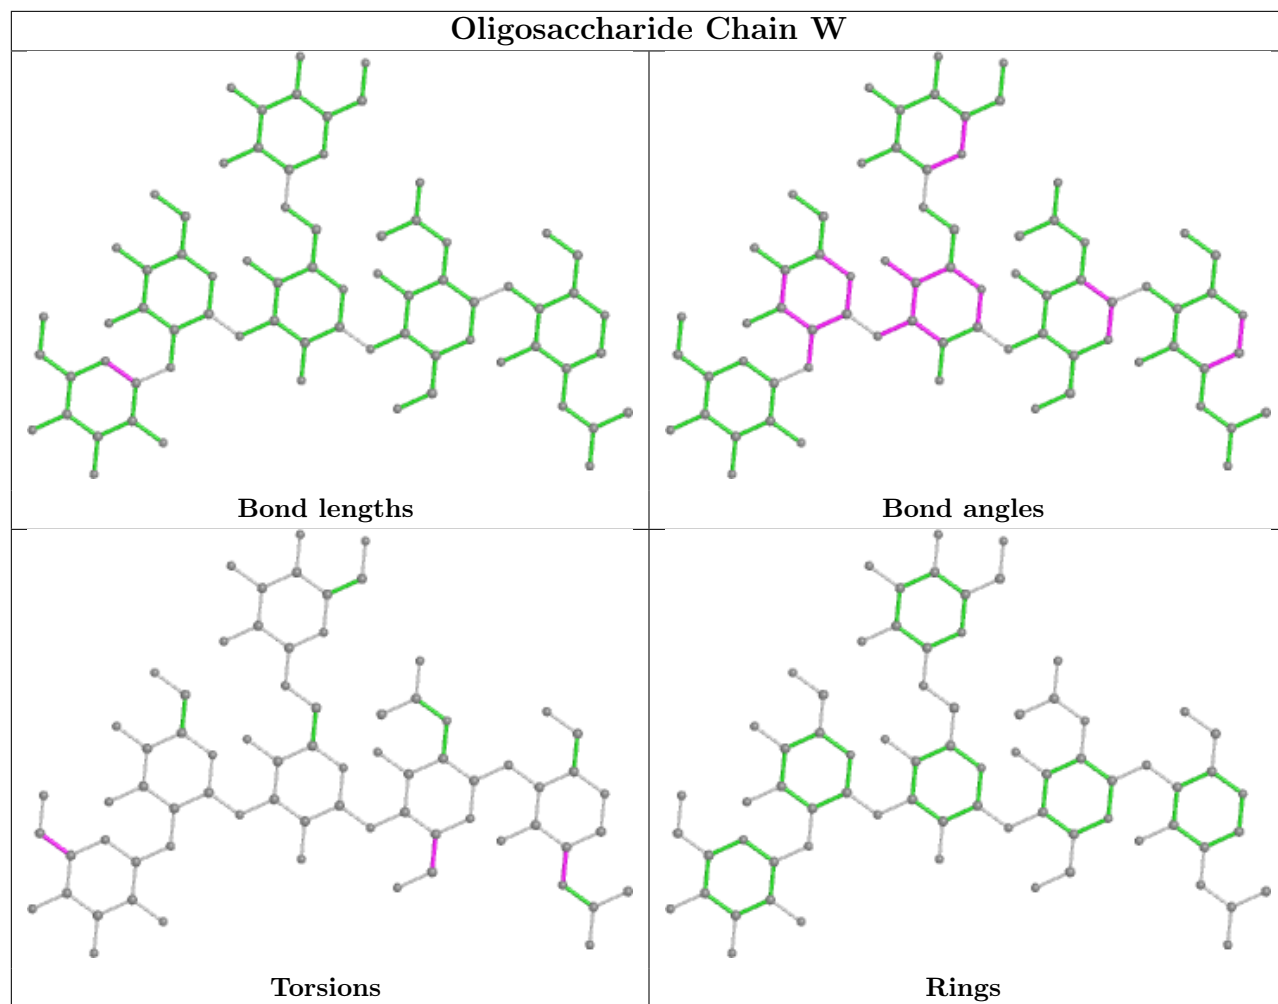 Oligosaccharide Chain W
Bond lengths
Bond angles
Torsions
Rings